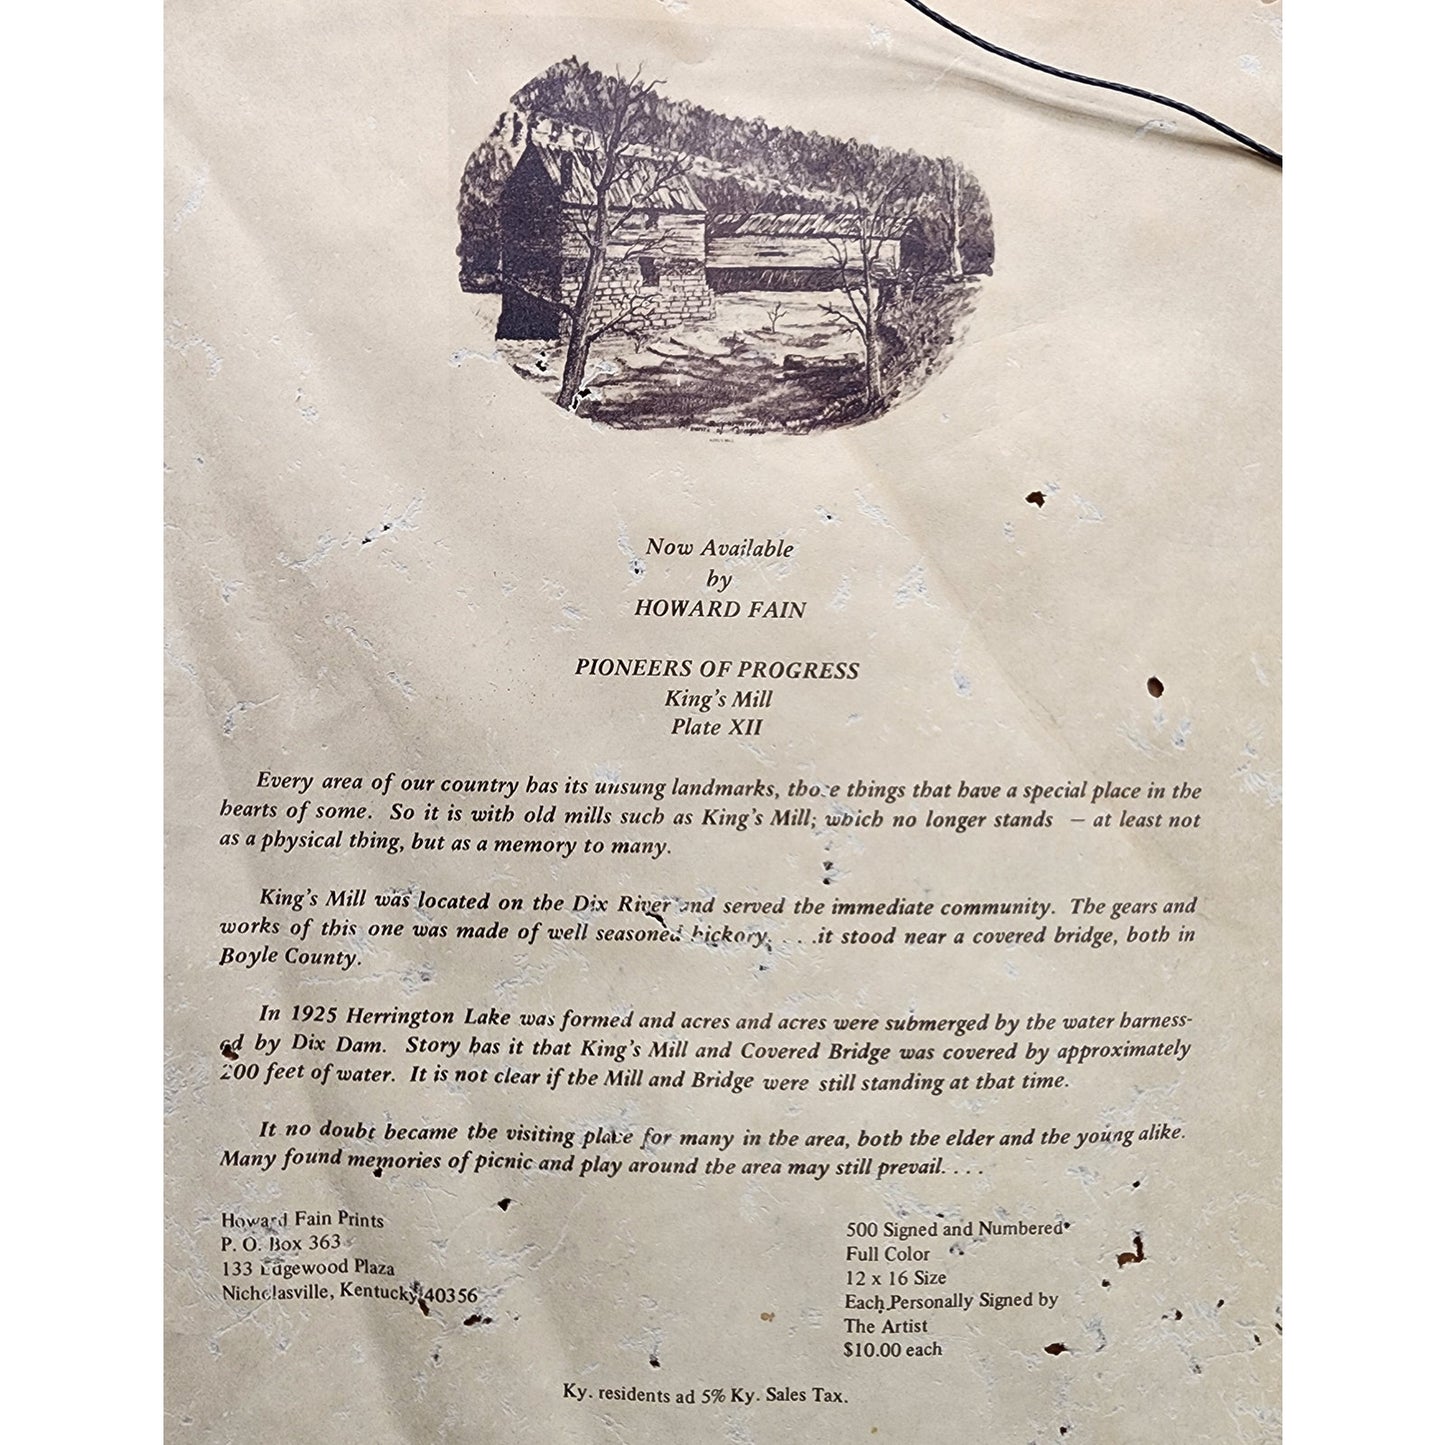 Now Available
by
HOWARD FAIN
PIONEERS OF PROGRESS
King's Mill
Plate XII
Every area of our country has its unsung landmarks, those things that have a special place in the
hearts of some. So it is with old mills such as King's Mill; which no longer stands — at least not
as a physical thing, but as a memory to many.
King's Mill was located on the Dix River and served the immediate community. The gears and
works of this one was made of well seasoned hickory. . . .it stood near a covered bridge, both in
Boyle County.
In 1925 Herrington Lake was formed and acres and acres were submerged by the water harness-
ed by Dix Dam. Story has it that King's Mill and Covered Bridge was covered by approximately
200 feet of water. It is not clear if the Mill and Bridge were still standing at that time.
It no doubt became the visiting place for many in the area, both the elder and the young alike.
Many found memories of picnic and play around the area may still prevail. . . .
Howard Fain Prints
P. O. Box 363
133 Edgewood Plaza
Nicholasville, Kentucky 40356
500 Signed and Numbered
Full Color
12 x 16 Size
Each Personally Signed by
The Artist
$10.00 each
Ky. residents ad 5% Ky. Sales Tax.